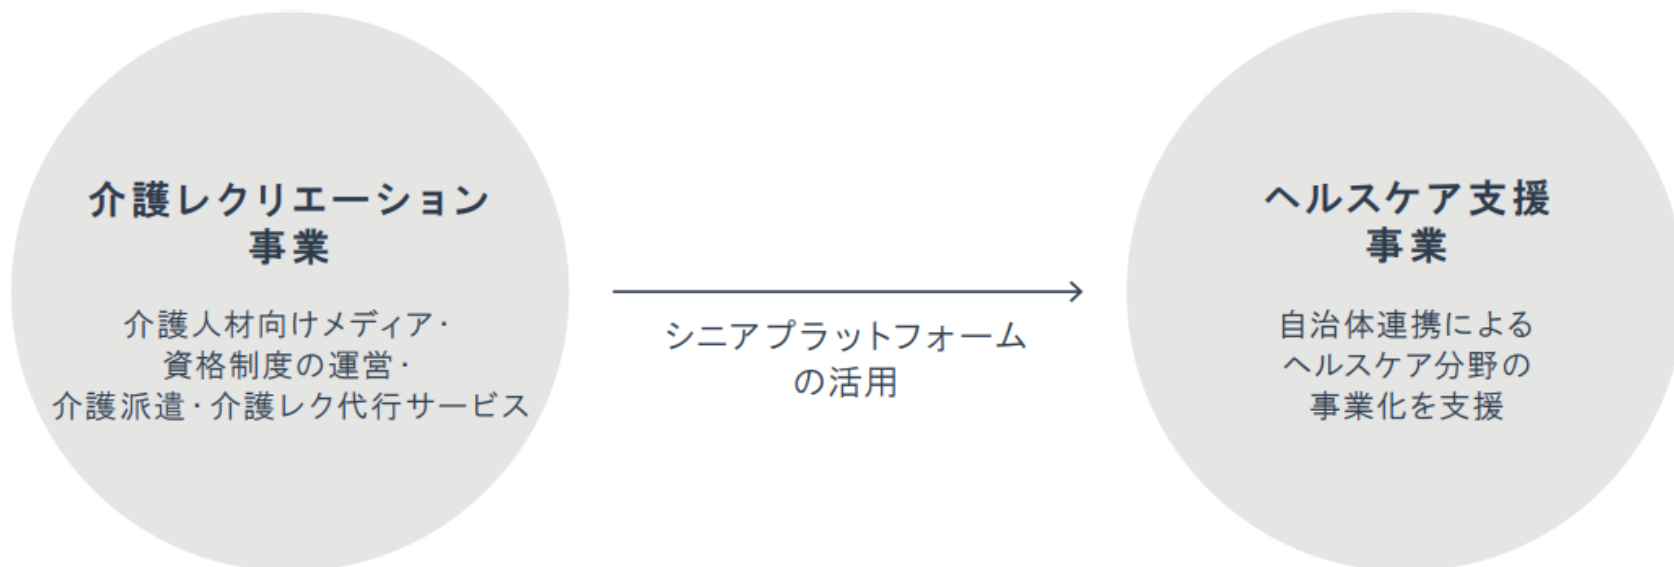 介護レクリエーション
事業
介護人材向けメディア・
資格制度の運営・
介護派遣・介護レク代行サービス
シニアプラットフォーム
の活用
ヘルスケア支援
事業
自治体連携による
ヘルスケア分野の
事業化を支援